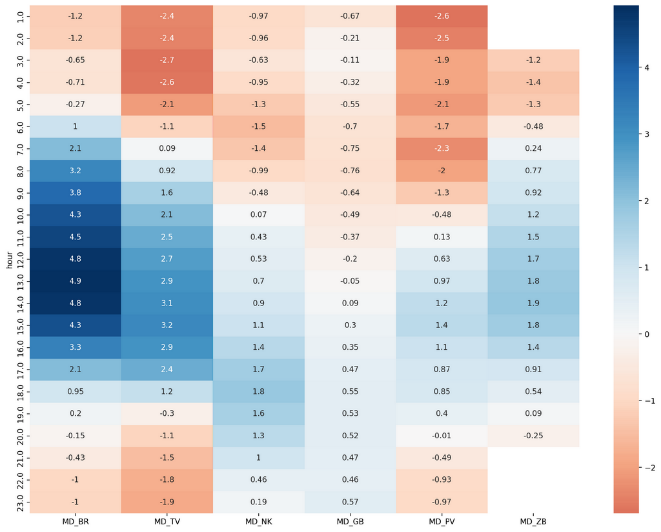 1.0 -1.2 -2.4 -0.97 -0.67 -2.6
2.0 -1.2 -2.4 -0.96 -0.21 -2.5
3.0 -0.65 -2.7 -0.63 -0.11 -1.9 -1.2
4.0 -0.71 -2.6 -0.95 -0.32 -1.9 -1.4
5.0 -0.27 -2.1 -1.3 -0.55 -2.1 -1.3
6.0 1 -1.1 -1.5 -0.7 -1.7 -0.48
7.0 2.1 0.09 -1.4 -0.75 -2.3 0.24
8.0 3.2 0.92 -0.99 -0.76 -2 0.77
9.0 3.8 1.6 -0.48 -0.64 -1.3 0.92
10.0 4.3 2.1 0.07 -0.49 -0.48 1.2
11.0 4.5 2.5 0.43 -0.37 0.13 1.5
hour
12.0 4.8 2.7 0.53 -0.2 0.63 1.7
13.0 4.9 2.9 0.7 -0.05 0.97 1.8
14.0 4.8 3.1 0.9 0.09 1.2 1.9
15.0 4.3 3.2 1.1 0.3 1.4 1.8
16.0 3.3 2.9 1.4 0.35 1.1 1.4
17.0 2.1 2.4 1.7 0.47 0.87 0.91
18.0 0.95 1.2 1.8 0.55 0.85 0.54
19.0 0.2 -0.3 1.6 0.53 0.4 0.09
20.0 -0.15 -1.1 1.3 0.52 -0.01 -0.25
21.0 -0.43 -1.5 1 0.47 -0.49
22.0 -1 -1.8 0.46 0.46 -0.93
23.0 -1 -1.9 0.19 0.57 -0.97
MD_BR MD_TV MD_NK MD_GB MD_PV MD_ZB
4
3
2
1
0
−1
−2